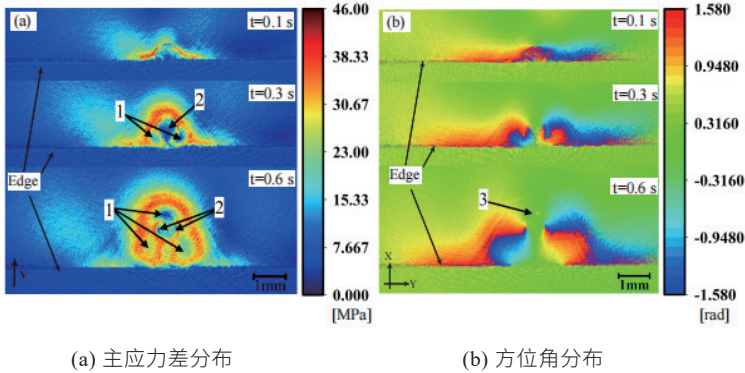 (a)
t=0.1 s
t=0.3 s
1
2
Edge
t=0.6 s
1
2
1mm
46.00
38.33
30.67
23.00
15.33
7.667
0.000
[MPa]
(b)
t=0.1 s
t=0.3 s
Edge
t=0.6 s
3
X
Y
1mm
1.580
0.9480
0.3160
-0.3160
-0.9480
-1.580
[rad]
(a) 主应力差分布
(b) 方位角分布